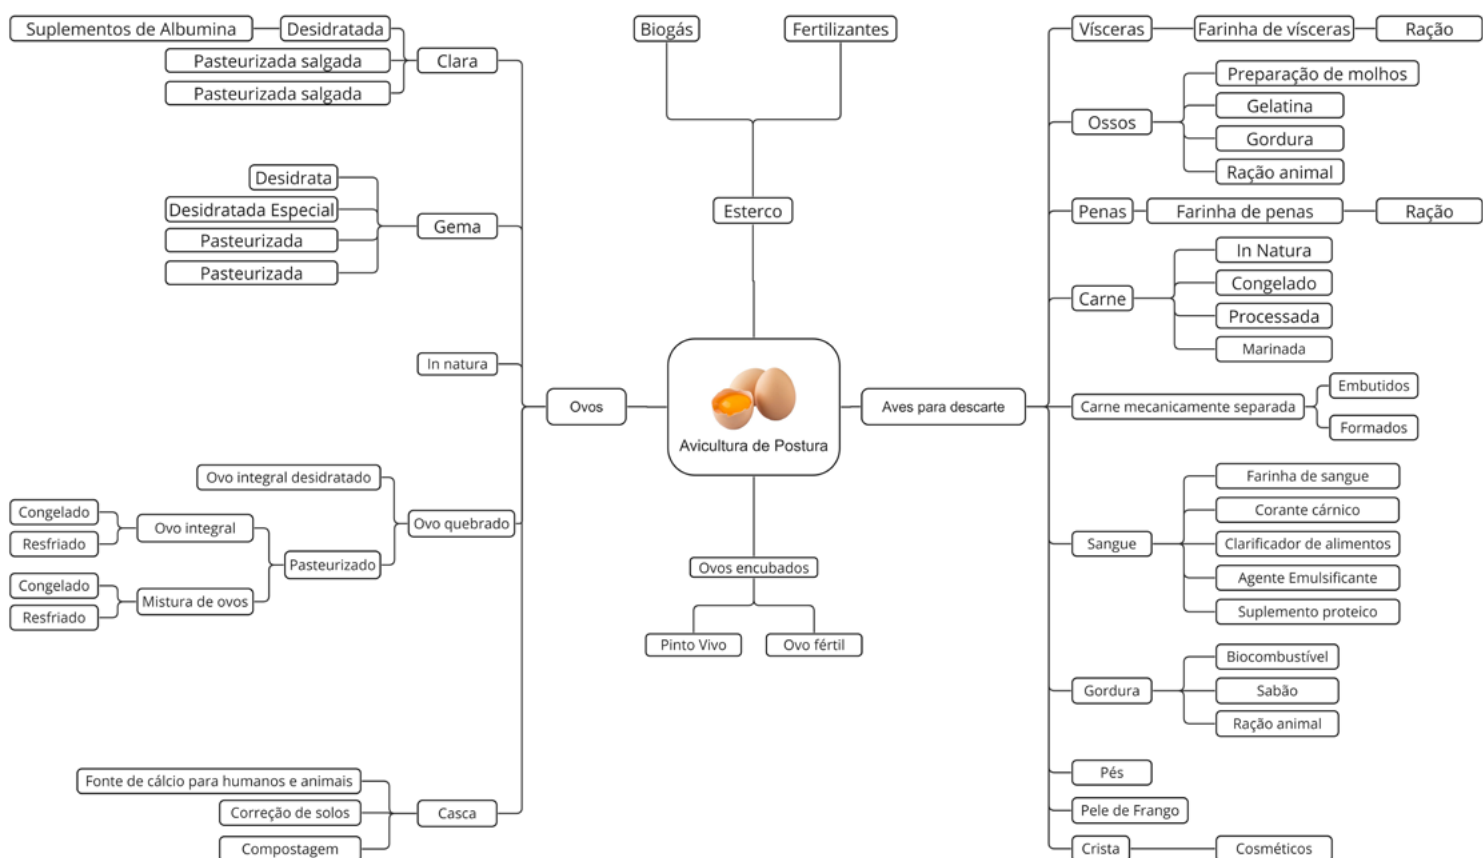 Suplementos de Albumina
Desidratada
Pasteurizada salgada
Pasteurizada salgada
Clara
Desidrata
Desidratada Especial
Pasteurizada
Pasteurizada
Gema
In natura
Ovos
Ovo integral desidratado
Ovo quebrado
Congelado
Resfriado
Ovo integral
Pasteurizado
Congelado
Resfriado
Mistura de ovos
Fonte de cálcio para humanos e animais
Correção de solos
Compostagem
Casca
Biogás
Fertilizantes
Esterco
Avicultura de Postura
Ovos encubados
Pinto Vivo
Ovo fértil
Aves para descarte
Vísceras
Farinha de vísceras
Ração
Ossos
Preparação de molhos
Gelatina
Gordura
Ração animal
Penas
Farinha de penas
Ração
Carne
In Natura
Congelado
Processada
Marinada
Carne mecanicamente separada
Embutidos
Formados
Sangue
Farinha de sangue
Corante cárnico
Clarificador de alimentos
Agente Emulsificante
Suplemento proteico
Gordura
Biocombustível
Sabão
Ração animal
Pés
Pele de Frango
Crista
Cosméticos